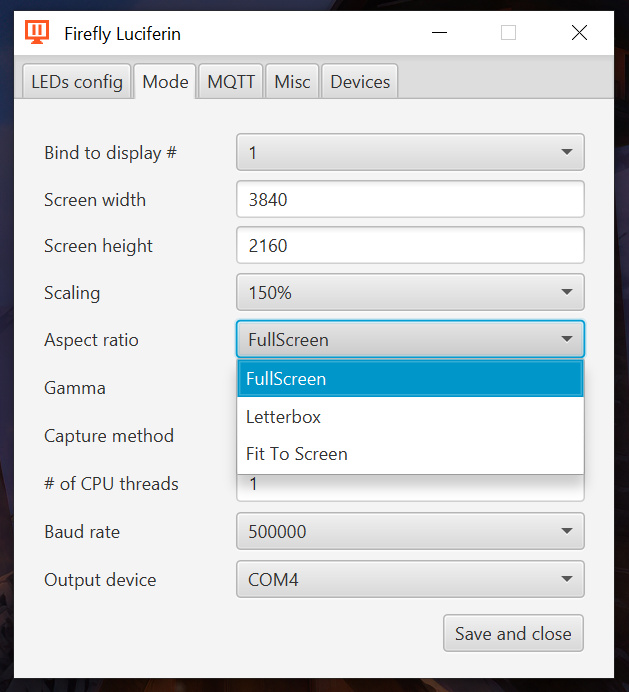 Firefly Luciferin
LEDs config Mode MQTT Misc Devices
Bind to display # 1
Screen width 3840
Screen height 2160
Scaling 150%
Aspect ratio FullScreen
FullScreen
Gamma
Letterbox
Capture method
Fit To Screen
# of CPU threads 1
Baud rate 500000
Output device COM4
Save and close